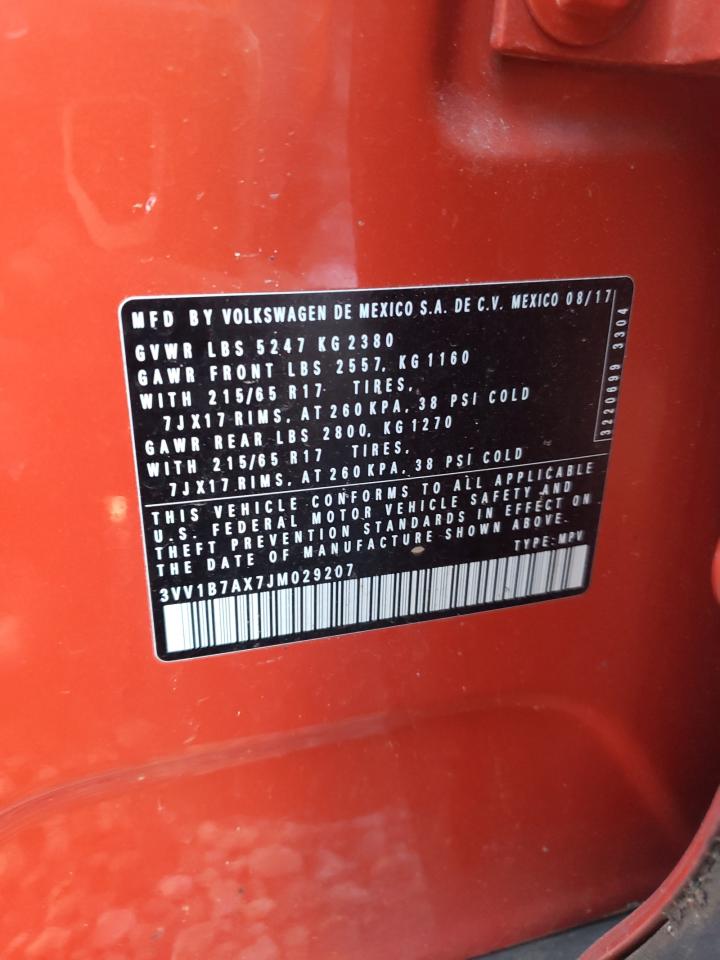 MFD BY VOLKSWAGEN DE MEXICO S.A. DE C.V. MEXICO 08/17
GVWR LBS 5247 KG 2380
GAWR FRONT LBS 2557, KG 1160
WITH 215/65 R17 TIRES,
7JX17 RIMS, AT 260 KPA, 38 PSI COLD
GAWR REAR LBS 2800, KG 1270
WITH 215/65 R17 TIRES,
7JX17 RIMS, AT 260 KPA, 38 PSI COLD
3220699 3304
THIS VEHICLE CONFORMS TO ALL APPLICABLE
U.S. FEDERAL MOTOR VEHICLE SAFETY AND
THEFT PREVENTION STANDARDS IN EFFECT ON
THE DATE OF MANUFACTURE SHOWN ABOVE.
3VV1B7AX7JM029207 TYPE: MPV